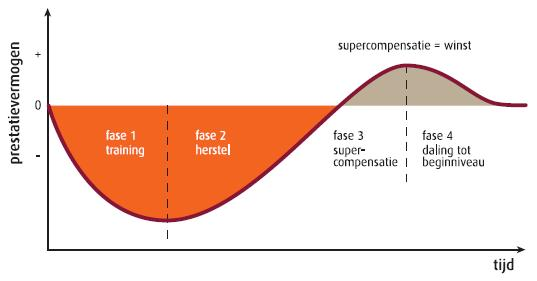 supercompensatie = winst
prestatievermogen
+
0
-
fase 1
training
fase 2
herstel
fase 3
super-
compensatie
fase 4
daling tot
beginniveau
tijd